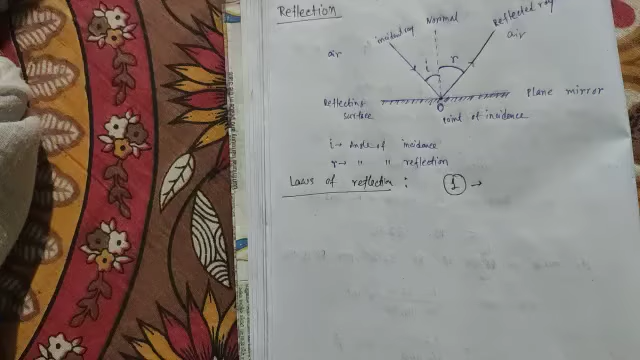 Reflection
Normal
incident ray
Reflected ray
air
air
i
r
Reflecting
surface
O
Plane mirror
Point of incidence
i→ Angle of incidence
r→ " " reflection
Laws of reflection : 1 →